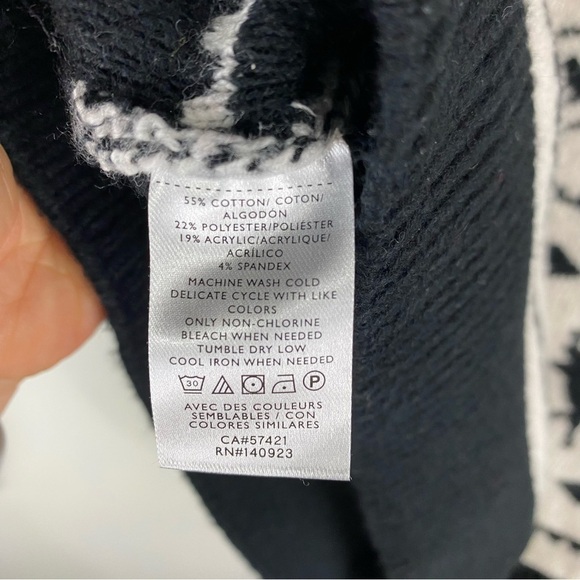 55% COTTON/ COTON/
ALGODÓN
22% POLYESTER/POLIÉSTER
19% ACRYLIC/ACRYLIQUE/
ACRÍLICO
4% SPANDEX
MACHINE WASH COLD
DELICATE CYCLE WITH LIKE
COLORS
ONLY NON-CHLORINE
BLEACH WHEN NEEDED
TUMBLE DRY LOW
COOL IRON WHEN NEEDED
30 P
AVEC DES COULEURS
SEMBLABLES / CON
COLORES SIMILARES
CA#57421
RN#140923